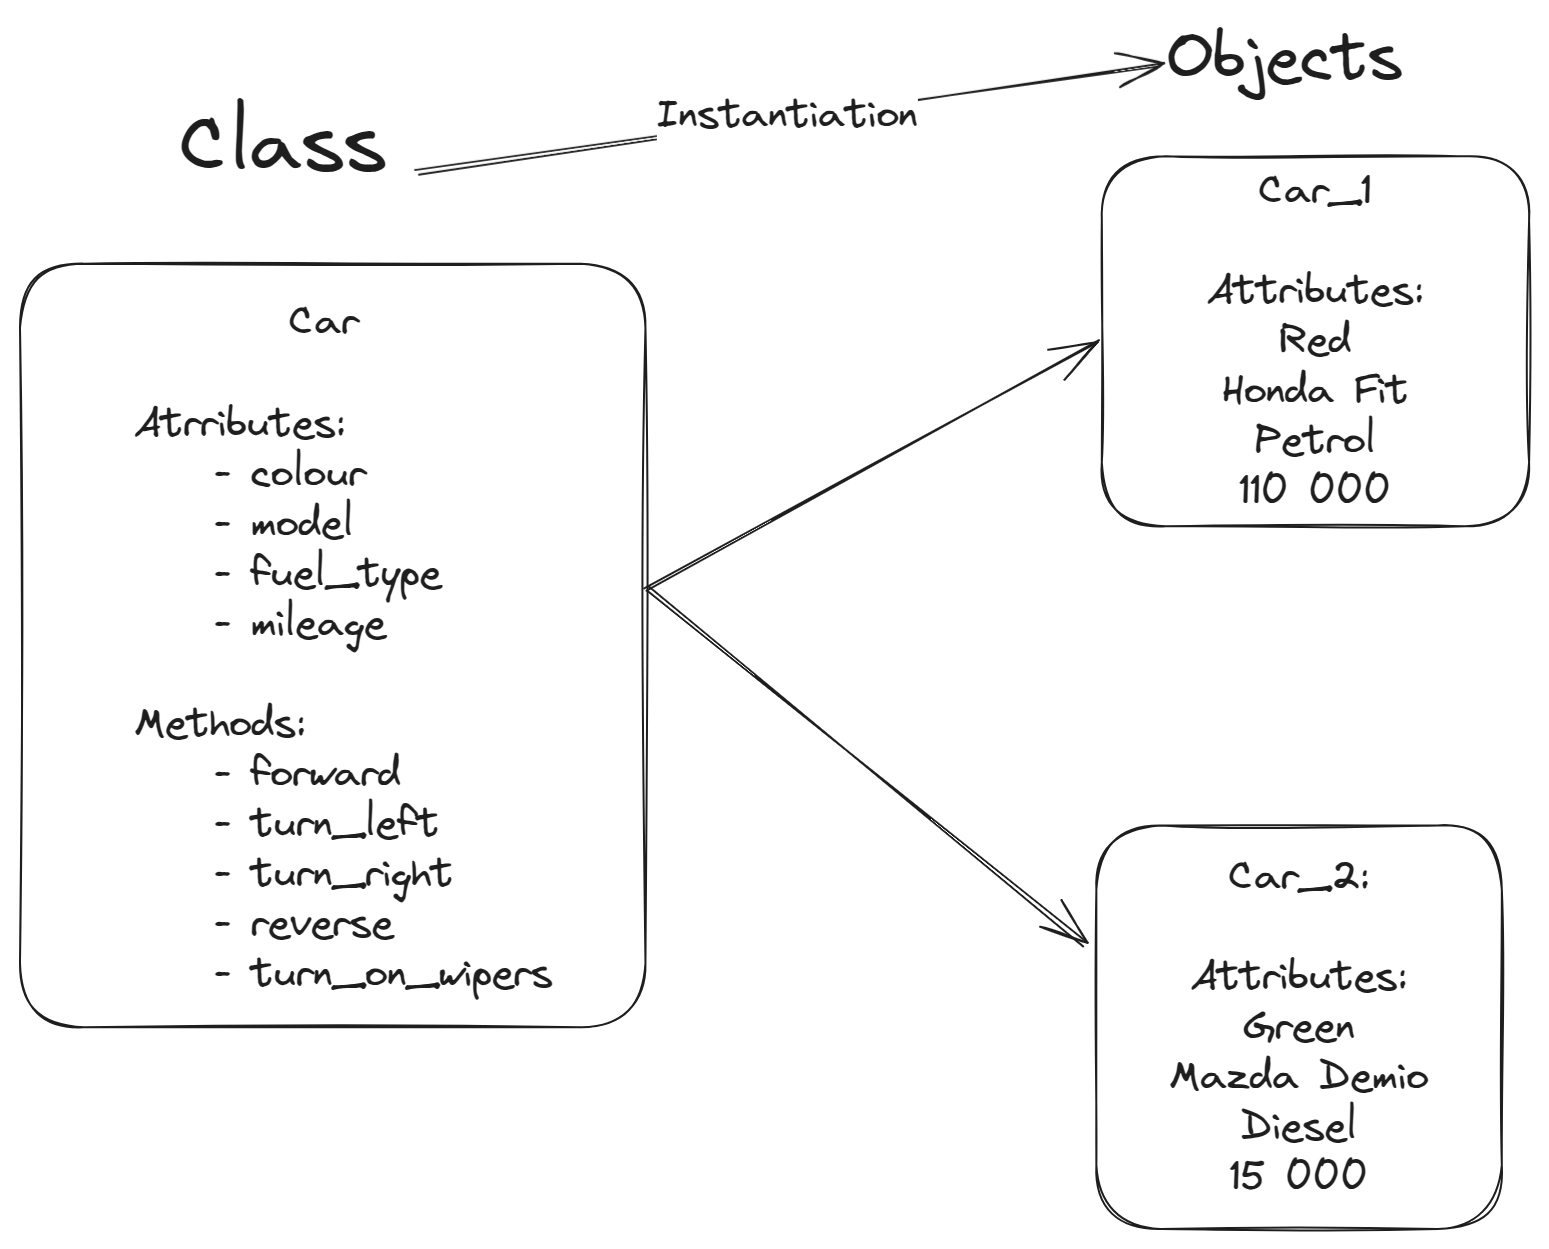 Class
Instantiation
Objects
Car
Atrributes:
- colour
- model
- fuel_type
- mileage
Methods:
- forward
- turn_left
- turn_right
- reverse
- turn_on_wipers
Car_1
Attributes:
Red
Honda Fit
Petrol
110 000
Car_2:
Attributes:
Green
Mazda Demio
Diesel
15 000